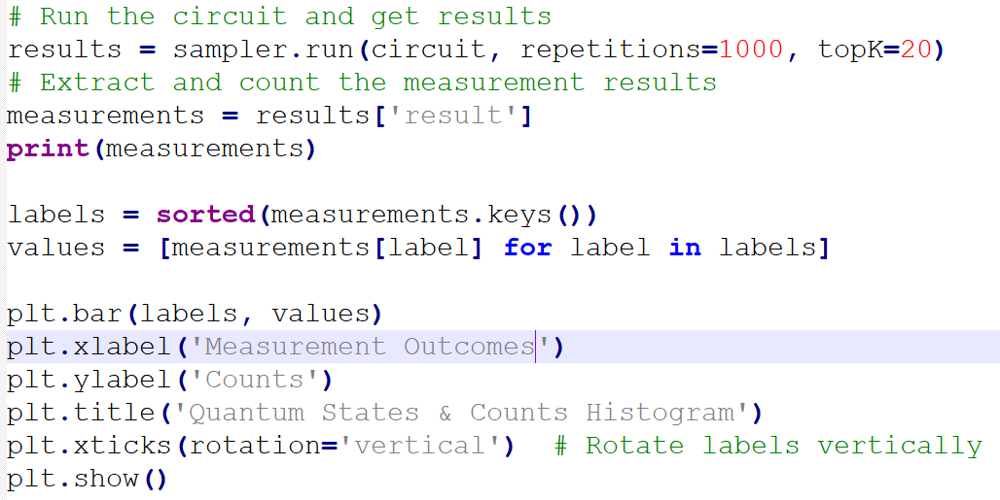 # Run the circuit and get results
results = sampler.run(circuit, repetitions=1000, topK=20)
# Extract and count the measurement results
measurements = results['result']
print(measurements)
labels = sorted(measurements.keys())
values = [measurements[label] for label in labels]
plt.bar(labels, values)
plt.xlabel('Measurement Outcomes')
plt.ylabel('Counts')
plt.title('Quantum States & Counts Histogram')
plt.xticks(rotation='vertical')  # Rotate labels vertically
plt.show()